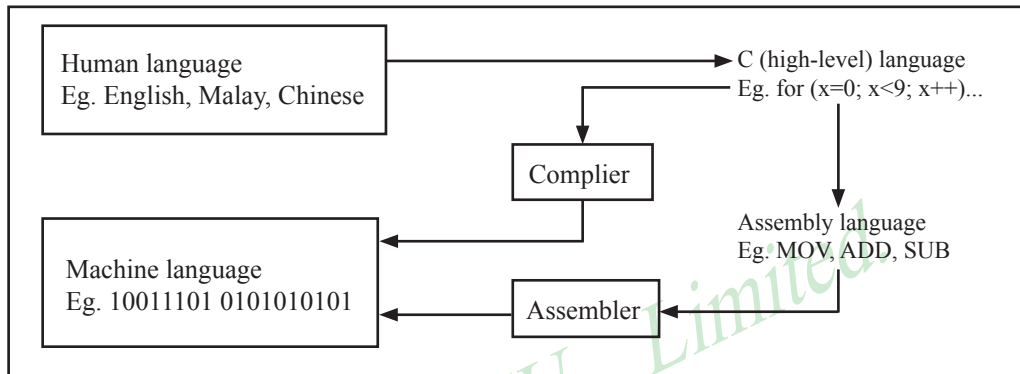 Human language
Eg. English, Malay, Chinese
C (high-level) language
Eg. for (x=0; x<9; x++)...
Complier
Assembly language
Eg. MOV, ADD, SUB
Machine language
Eg. 10011101 0101010101
Assembler
Limited.